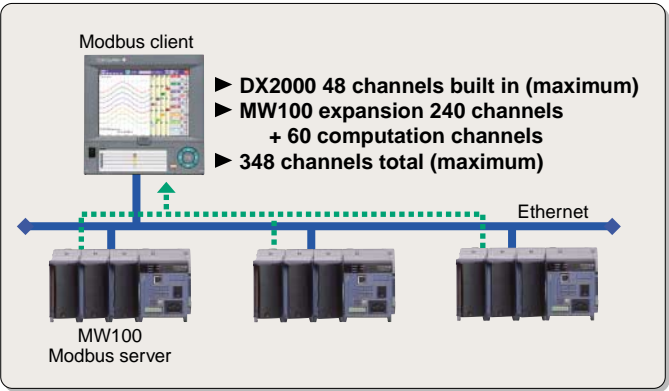 Modbus client
► DX2000 48 channels built in (maximum)
► MW100 expansion 240 channels
+ 60 computation channels
► 348 channels total (maximum)
Ethernet
MW100
Modbus server